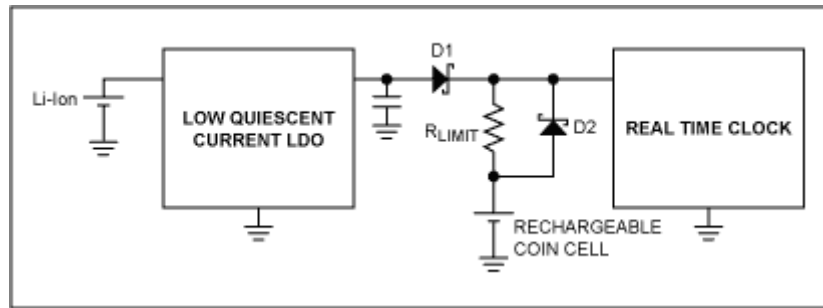 Li-Ion
LOW QUIESCENT
CURRENT LDO
D1
RLIMIT
D2
REAL TIME CLOCK
RECHARGEABLE
COIN CELL